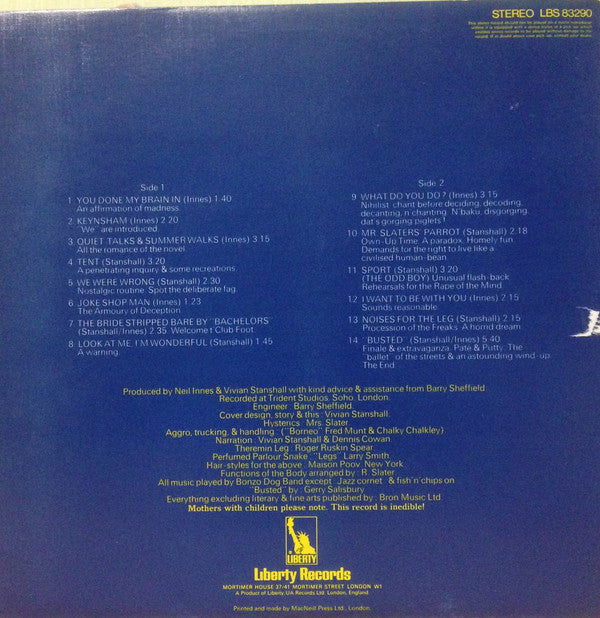 STEREO LBS 83290
Side 1
1 YOU DONE MY BRAIN IN (Innes) 1.40
An affirmation of madness.
2 KEYNSHAM (Innes) 2.20
"We" are introduced.
3 QUIET TALKS & SUMMER WALKS (Innes) 3.15
All the romance of the novel.
4 TENT (Stanshall) 3.20
A penetrating inquiry & some recreations.
5 WE WERE WRONG (Stanshall) 2.30
Nostalgic routine. Spot the deliberate fag.
6 JOKE SHOP MAN (Innes) 1.23
The Armoury of Deception
7 THE BRIDE STRIPPED BARE BY "BACHELORS"
(Stanshall/Innes) 2.35 Welcome t Club Foot.
8 LOOK AT ME, I'M WONDERFUL (Stanshall) 1.45
A warning.
Side 2
9 WHAT DO YOU DO? (Innes) 3.15
Nihilist chant before deciding, decoding,
decanting, n chanting. N'baku, disgorging,
dat's gorging piglets!
10 MR SLATERS' PARROT (Stanshall) 2.18
Own-Up Time. A paradox. Homely fun.
Demands for the right to live like a
civilised human-bean.
11 SPORT (Stanshall) 3.20
(THE ODD BOY) Unusual flash-back
Rehearsals for the Rape of the Mind.
12 I WANT TO BE WITH YOU (Innes) 2.15
Sounds reasonable.
13 NOISES FOR THE LEG (Stanshall) 2.15
Procession of the Freaks. A horrid dream.
14 "BUSTED" (Stanshall/Innes) 5.40
Finale & extravaganza. Pate & Putty. The
"ballet" of the streets & an astounding wind-up.
The End.
Produced by Neil Innes & Vivian Stanshall with kind advice & assistance from Barry Sheffield.
Recorded at Trident Studios, Soho, London.
Engineer: Barry Sheffield.
Cover design, story & this: Vivian Stanshall.
Hysterics: Mrs. Slater
Aggro, trucking, & handling: ("Borneo" Fred Munt & Chalky Chalkley}
Narration: Vivian Stanshall & Dennis Cowan.
Theremin Leg: Roger Ruskin Spear.
Perfumed Parlour Snake: "Legs" Larry Smith.
Hair-styles for the above: Maison Poov, New York.
Functions of the Body arranged by: R. Slater.
All music played by Bonzo Dog Band except: Jazz cornet & fish'n'chips on
"Busted" by: Gerry Salisbury
Everything excluding literary & fine arts published by: Bron Music Ltd.
Mothers with children please note. This record is inedible!
LIBERTY
Liberty Records
MORTIMER HOUSE 37/41 MORTIMER STREET LONDON W1
A Product of Liberty/UA Records Ltd. London, England.
Printed and made by MacNeill Press Ltd., London.